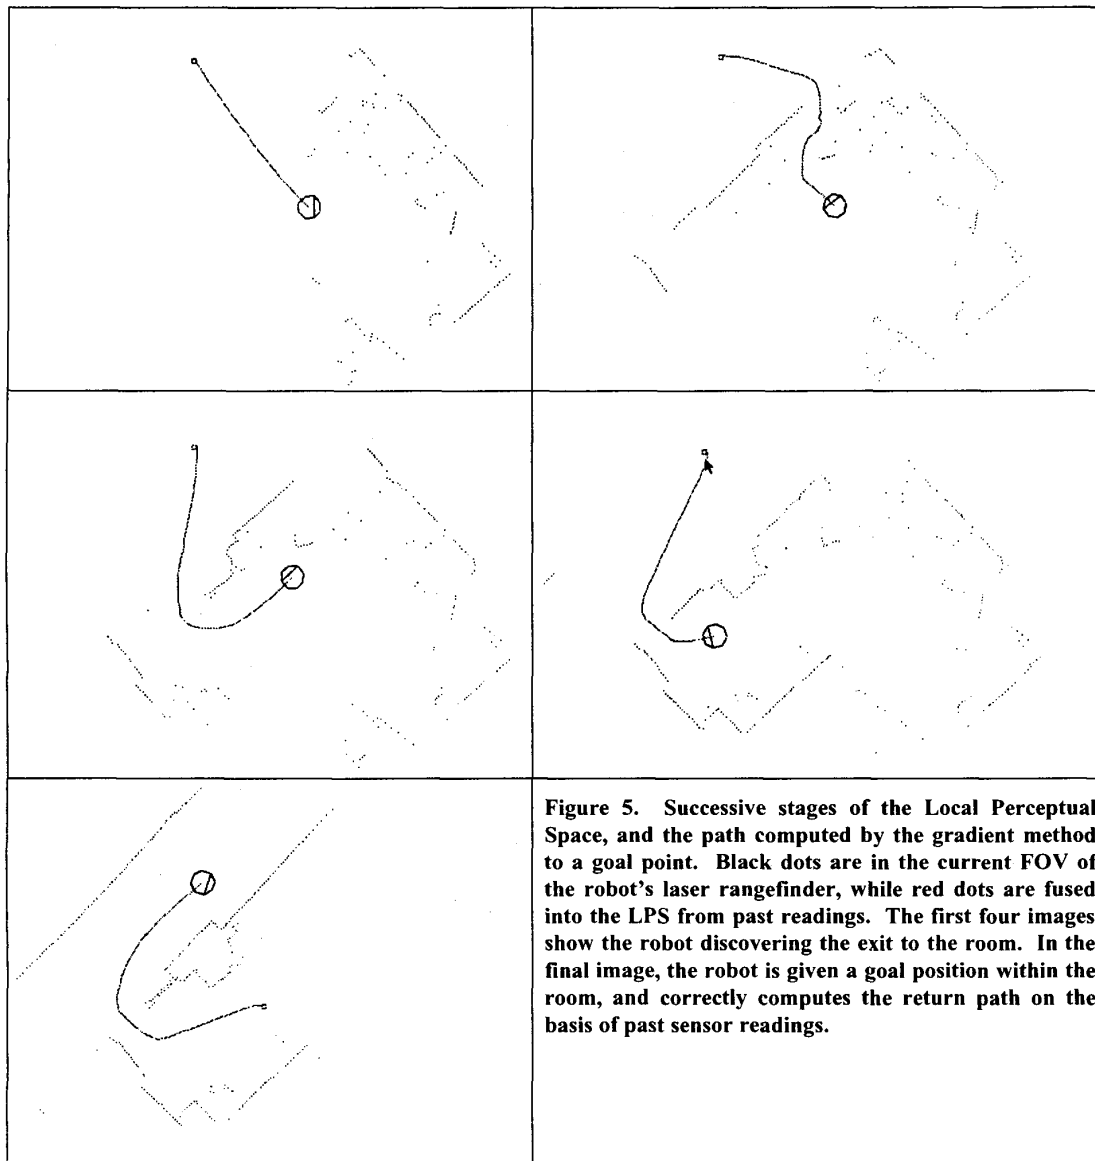 Figure 5. Successive stages of the Local Perceptual
Space, and the path computed by the gradient method
to a goal point. Black dots are in the current FOV of
the robot's laser rangefinder, while red dots are fused
into the LPS from past readings. The first four images
show the robot discovering the exit to the room. In the
final image, the robot is given a goal position within the
room, and correctly computes the return path on the
basis of past sensor readings.